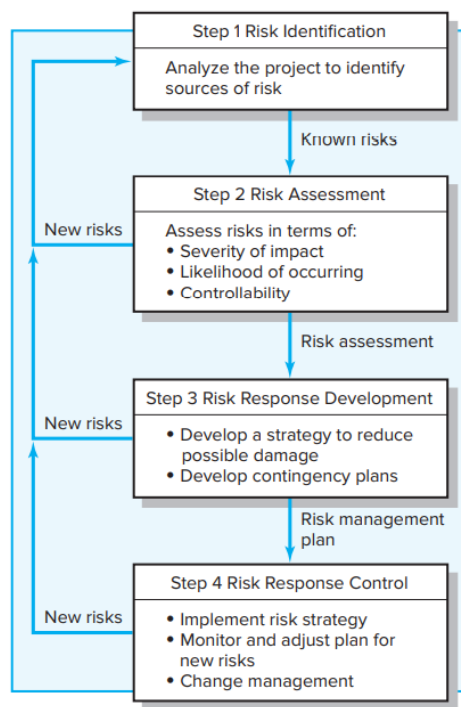 Step 1 Risk Identification
Analyze the project to identify
sources of risk
Known risks
Step 2 Risk Assessment
New risks
Assess risks in terms of:
• Severity of impact
• Likelihood of occurring
• Controllability
Risk assessment
Step 3 Risk Response Development
New risks
• Develop a strategy to reduce
possible damage
• Develop contingency plans
Risk management
plan
Step 4 Risk Response Control
New risks
• Implement risk strategy
• Monitor and adjust plan for
new risks
• Change management